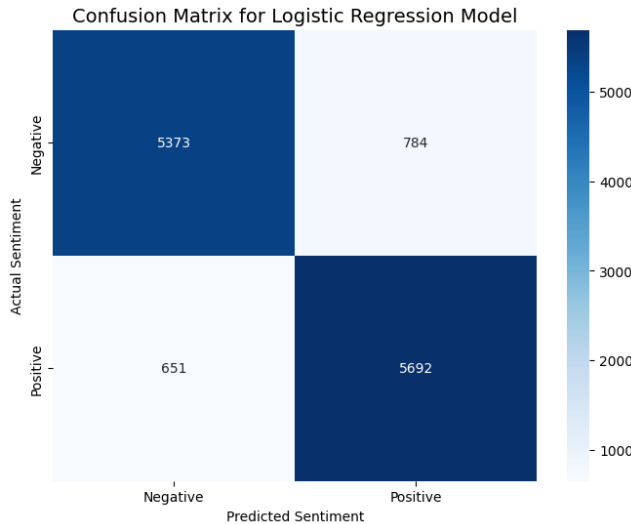 Confusion Matrix for Logistic Regression Model
Negative
5373
784
5000
4000
3000
2000
1000
Actual Sentiment
Positive
651
5692
Negative
Positive
Predicted Sentiment